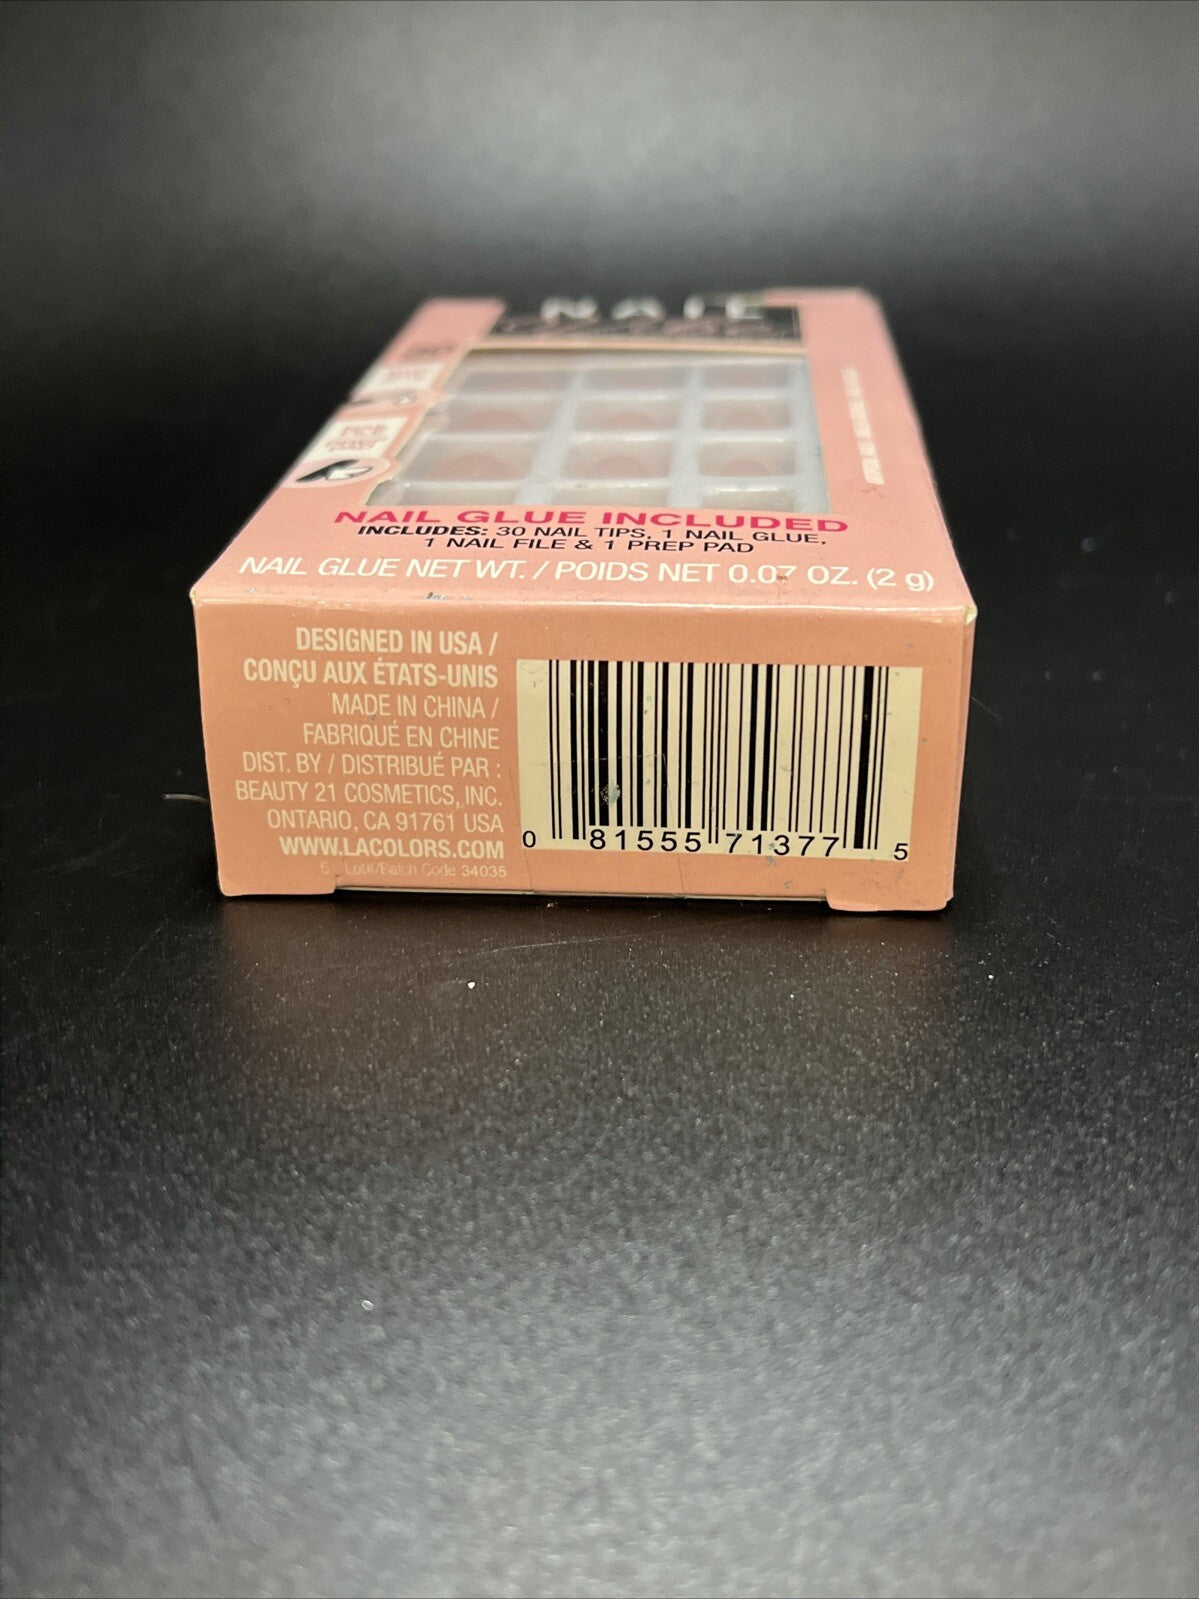 NAIL
NAIL GLUE INCLUDED
INCLUDES: 30 NAIL TIPS, 1 NAIL GLUE,
1 NAIL FILE & 1 PREP PAD
NAIL GLUE NET WT. / POIDS NET 0.07 OZ. (2 g)
DESIGNED IN USA /
CONÇU AUX ÉTATS-UNIS
MADE IN CHINA /
FABRIQUÉ EN CHINE
DIST. BY / DISTRIBUÉ PAR :
BEAUTY 21 COSMETICS, INC.
ONTARIO, CA 91761 USA
WWW.LACOLORS.COM
5 Lot#/Batch Code 34035
0 81555 71377 5